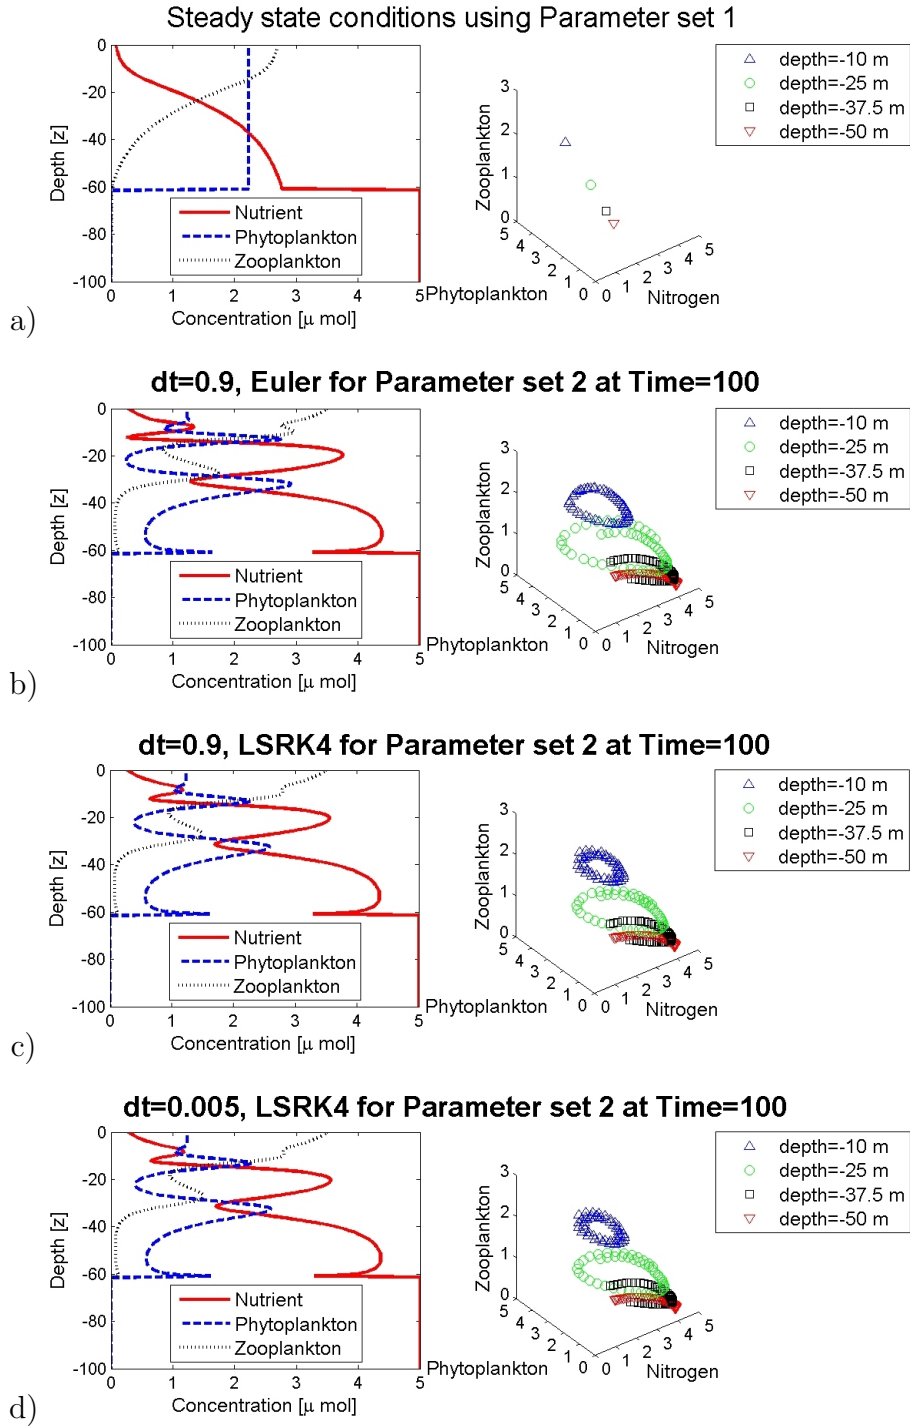 Steady state conditions using Parameter set 1
0
-20
-40
-60
-80
-100
Depth [z]
Nutrient
Phytoplankton
Zooplankton
0 1 2 3 4 5
Concentration [μ mol]
3
2
1
0
Zooplankton
5 4 3 2 1 0
Phytoplankton
0 1 2 3 4 5
Nitrogen
depth=-10 m
depth=-25 m
depth=-37.5 m
depth=-50 m
a)
dt=0.9, Euler for Parameter set 2 at Time=100
0
-20
-40
-60
-80
-100
Depth [z]
Nutrient
Phytoplankton
Zooplankton
0 1 2 3 4 5
Concentration [μ mol]
3
2
1
0
Zooplankton
5 4 3 2 1 0
Phytoplankton
0 1 2 3 4 5
Nitrogen
depth=-10 m
depth=-25 m
depth=-37.5 m
depth=-50 m
b)
dt=0.9, LSRK4 for Parameter set 2 at Time=100
0
-20
-40
-60
-80
-100
Depth [z]
Nutrient
Phytoplankton
Zooplankton
0 1 2 3 4 5
Concentration [μ mol]
3
2
1
0
Zooplankton
5 4 3 2 1 0
Phytoplankton
0 1 2 3 4 5
Nitrogen
depth=-10 m
depth=-25 m
depth=-37.5 m
depth=-50 m
c)
dt=0.005, LSRK4 for Parameter set 2 at Time=100
0
-20
-40
-60
-80
-100
Depth [z]
Nutrient
Phytoplankton
Zooplankton
0 1 2 3 4 5
Concentration [μ mol]
3
2
1
0
Zooplankton
5 4 3 2 1 0
Phytoplankton
0 1 2 3 4 5
Nitrogen
depth=-10 m
depth=-25 m
depth=-37.5 m
depth=-50 m
d)